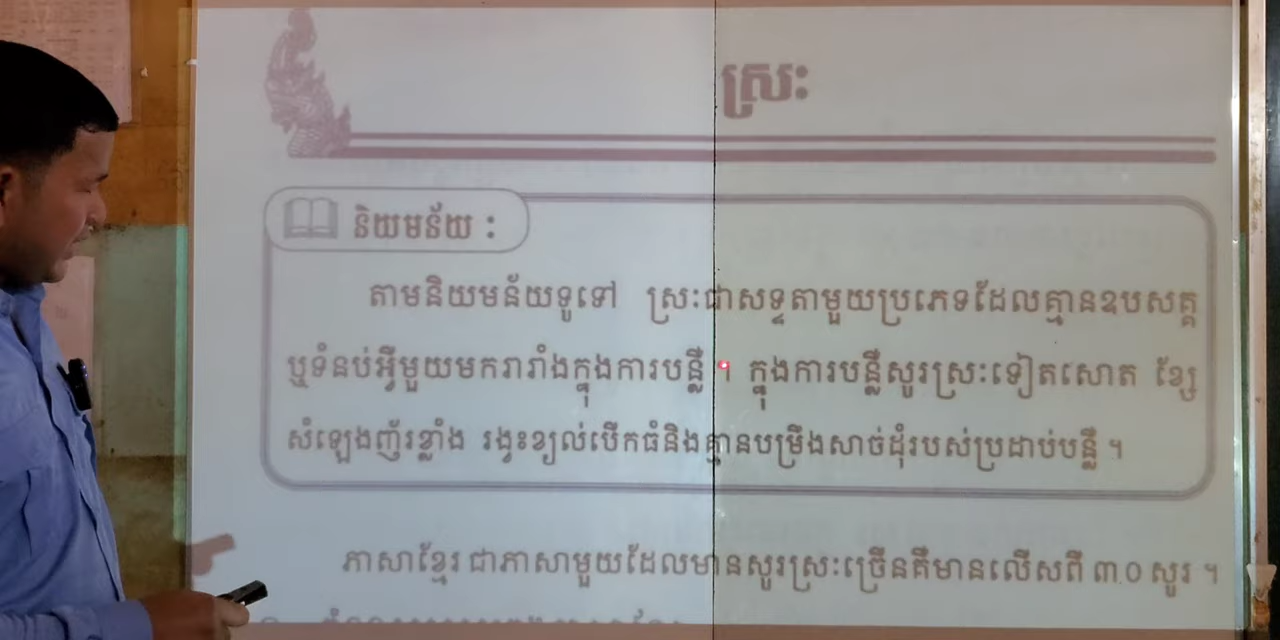 ស្រះ
និយមន័យ ៖
តាមនិយមន័យទូទៅ ស្រះជាសទ្ទតាមួយប្រភេទដែលគ្មានឧបសគ្គ
ឬទំនប់អ្វីមួយមករារាំងក្នុងការបន្លឺ ។ ក្នុងការបន្លឺសូរស្រះទៀតសោត ខ្សែ
សំឡេងញ័រខ្លាំង រង្វះខ្យល់បើកធំនិងគ្មានបម្រឹងសាច់ដុំរបស់ប្រដាប់បន្លឺ ។
ភាសាខ្មែរ ជាភាសាមួយដែលមានសូរស្រះច្រើនគឺមានលើសពី ៣០ សូរ ។